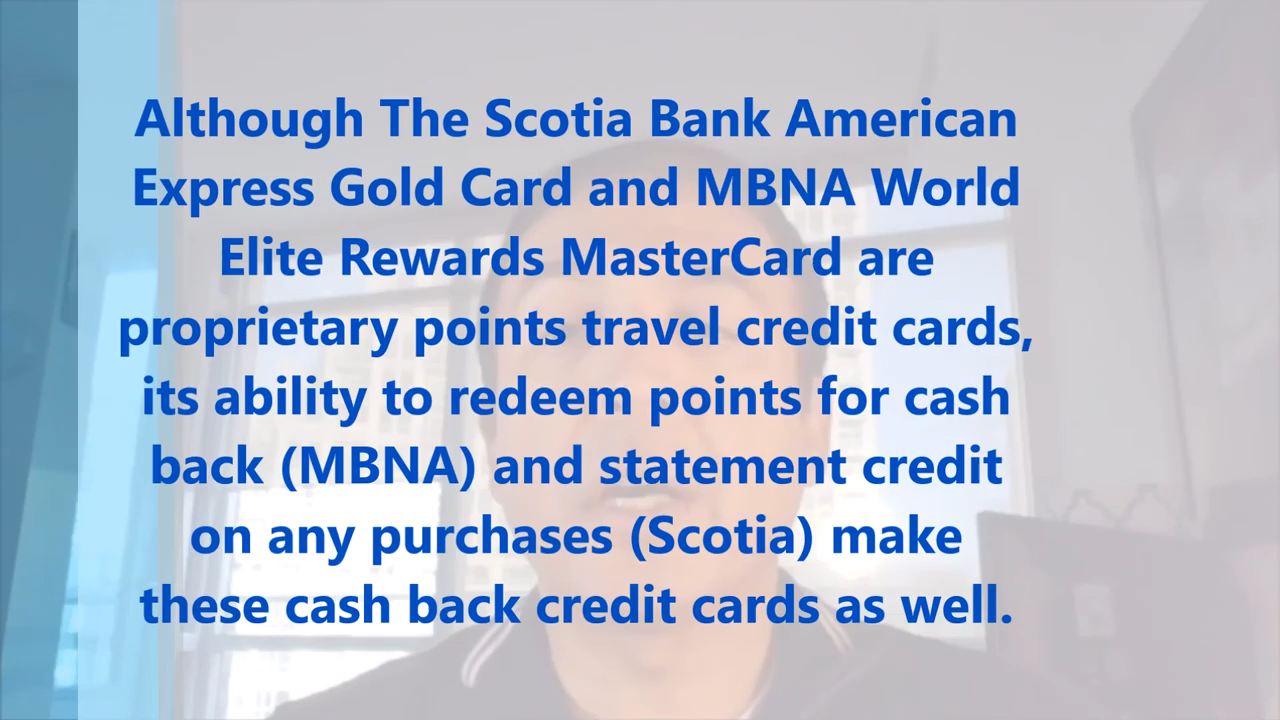 Although The Scotia Bank American
Express Gold Card and MBNA World
Elite Rewards MasterCard are
proprietary points travel credit cards,
its ability to redeem points for cash
back (MBNA) and statement credit
on any purchases (Scotia) make
these cash back credit cards as well.